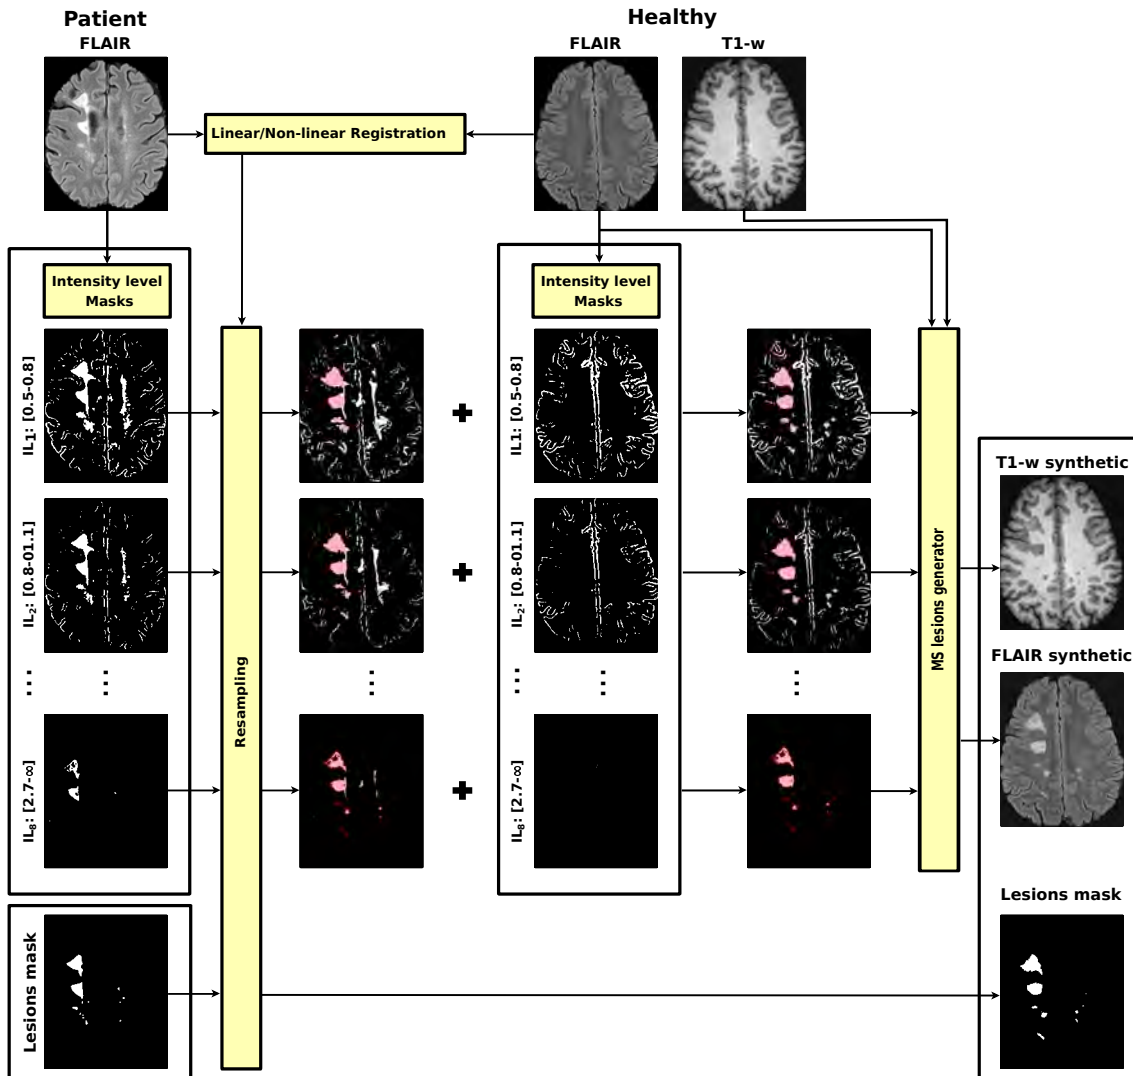 Patient
Healthy
FLAIR
FLAIR
T1-w
Linear/Non-linear Registration
Intensity level
Masks
Intensity level
Masks
IL1: [0.5-0.8]
IL1: [0.5-0.8]
T1-w synthetic
IL2: [0.8-01.1]
IL2: [0.8-01.1]
MS lesions generator
FLAIR synthetic
...
...
...
...
...
...
Resampling
IL8: [2.7-∞]
IL8: [2.7-∞]
Lesions mask
Lesions mask